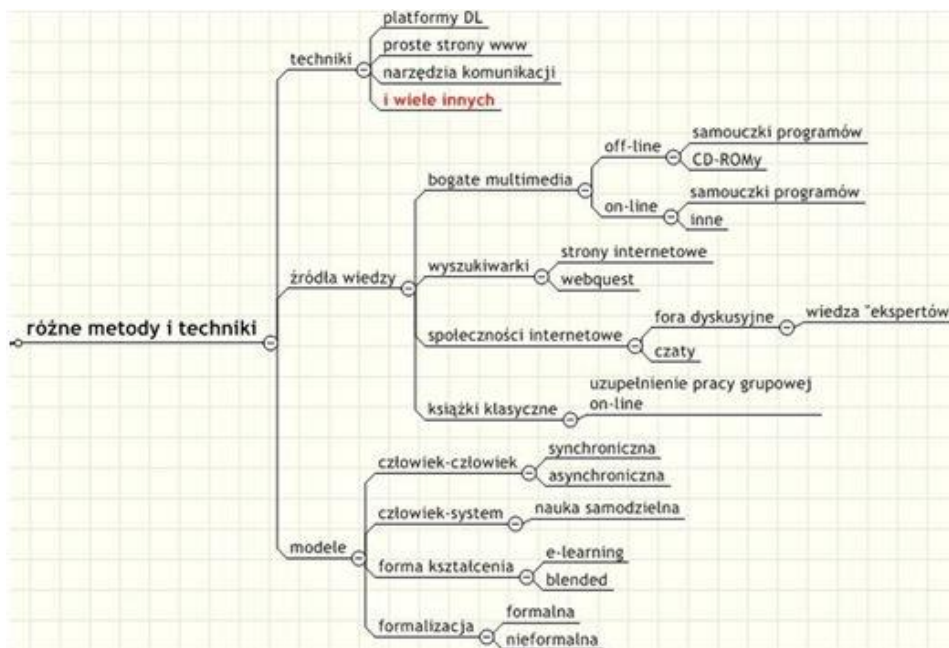 różne metody i techniki
techniki
platformy DL
proste strony www
narzędzia komunikacji
i wiele innych
źródła wiedzy
bogate multimedia
off-line
samouczki programów
CD-ROMy
on-line
samouczki programów
inne
wyszukiwarki
strony internetowe
webquest
społeczności internetowe
fora dyskusyjne
wiedza "ekspertów
czaty
książki klasyczne
uzupełnienie pracy grupowej
on-line
modele
człowiek-człowiek
synchroniczna
asynchroniczna
człowiek-system
nauka samodzielna
forma kształcenia
e-learning
blended
formalizacja
formalna
nieformalna